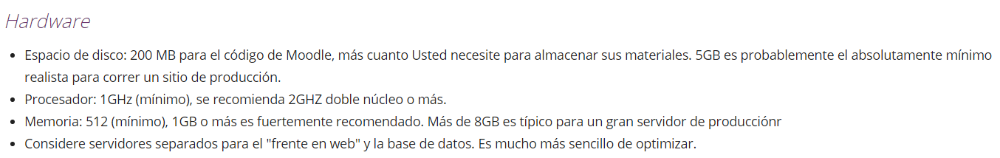 Hardware
• Espacio de disco: 200 MB para el código de Moodle, más cuanto Usted necesite para almacenar sus materiales. 5GB es probablemente el absolutamente mínimo
realista para correr un sitio de producción.
• Procesador: 1GHz (mínimo), se recomienda 2GHZ doble núcleo o más.
• Memoria: 512 (mínimo), 1GB o más es fuertemente recomendado. Más de 8GB es típico para un gran servidor de producciónr
• Considere servidores separados para el "frente en web" y la base de datos. Es mucho más sencillo de optimizar.